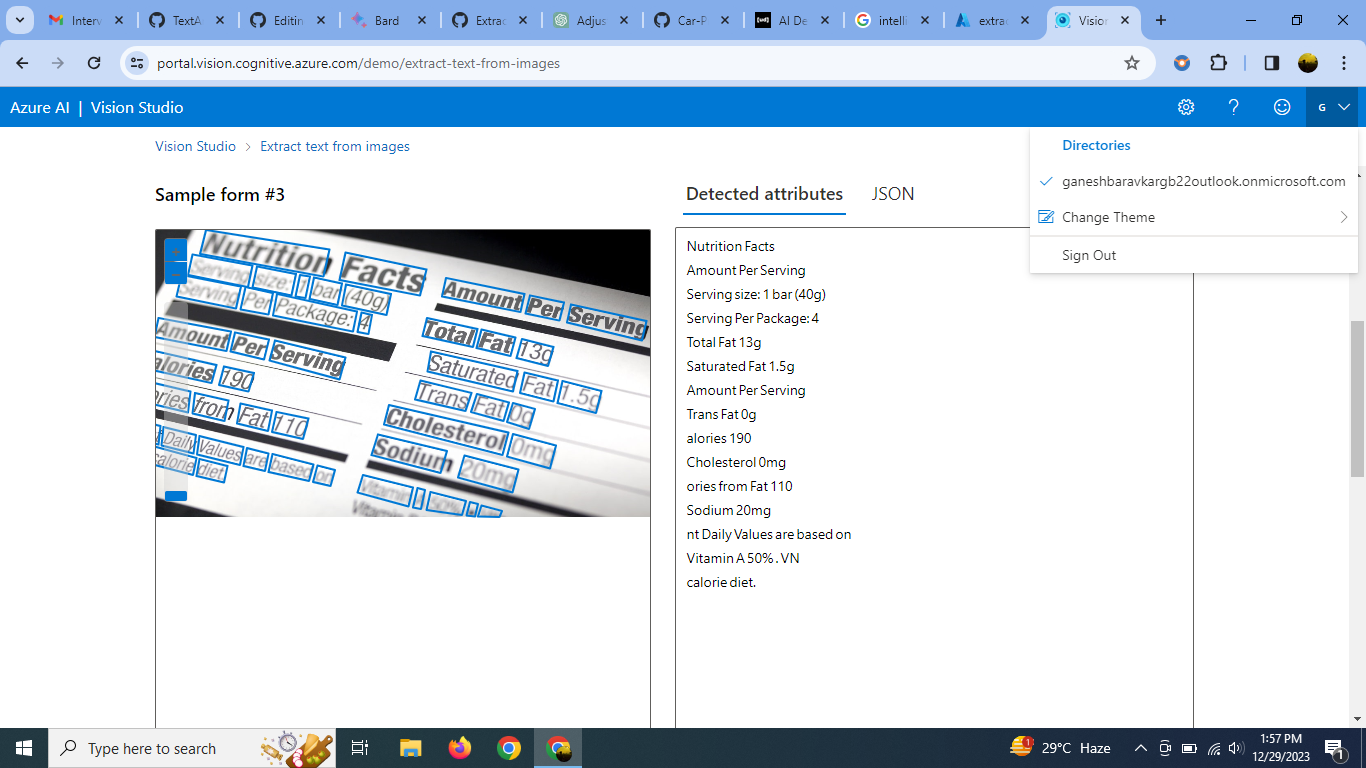 Interv
TextA
Editin
Bard
Extrac
Adjus
Car-P
AI De
intelli
extrac
Vision
portal.vision.cognitive.azure.com/demo/extract-text-from-images
Azure AI | Vision Studio
G
Vision Studio > Extract text from images
Directories
ganeshbaravkargb22outlook.onmicrosoft.com
Change Theme
Sign Out
Sample form #3
Nutrition Facts
Serving size: 1 bar (40g)
Serving Per Package: 4
Amount Per Serving
alories 190
ories from Fat 110
t Daily Values are based on
calorie diet.
Amount Per Serving
Total Fat 13g
Saturated Fat 1.5g
Trans Fat 0g
Cholesterol 0mg
Sodium 20mg
Vitamin A 50%
Detected attributes
JSON
Nutrition Facts
Amount Per Serving
Serving size: 1 bar (40g)
Serving Per Package: 4
Total Fat 13g
Saturated Fat 1.5g
Amount Per Serving
Trans Fat 0g
alories 190
Cholesterol 0mg
ories from Fat 110
Sodium 20mg
nt Daily Values are based on
Vitamin A 50% . VN
calorie diet.
Type here to search
1
29°C Haze
1:57 PM
12/29/2023
1